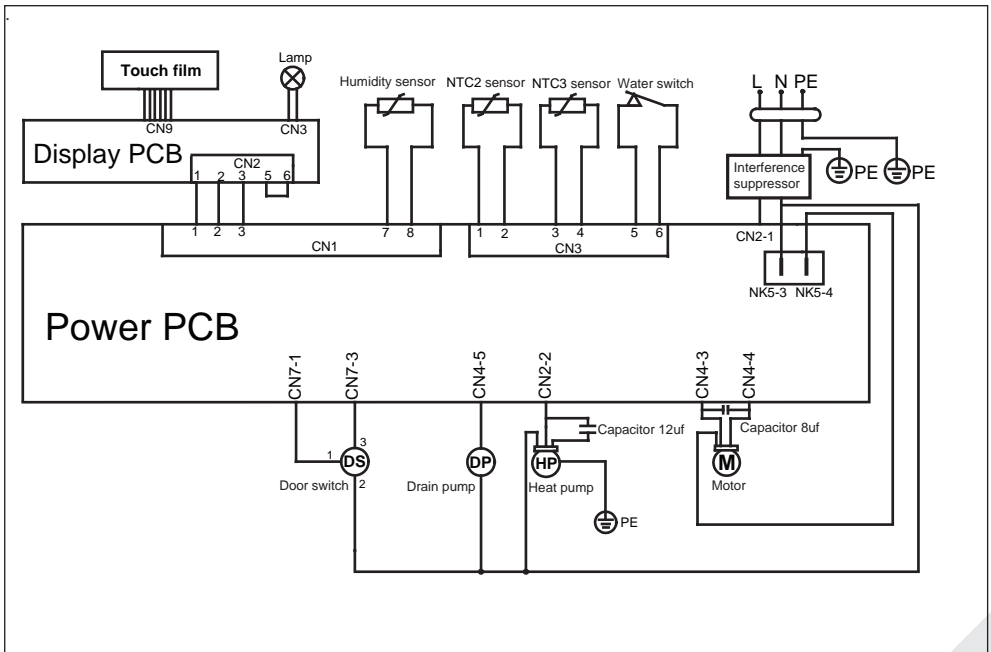 Touch film
Lamp
Humidity sensor
NTC2 sensor
NTC3 sensor
Water switch
L N PE
CN9
CN3
Display PCB
CN2
1 2 3 5 6
Interference
suppressor
PE
PE
1 2 3
7 8
CN1
1 2 3 4 5 6
CN3
CN2-1
NK5-3 NK5-4
Power PCB
CN7-1
CN7-3
CN4-5
CN2-2
CN4-3
CN4-4
Capacitor 12uf
Capacitor 8uf
3
1
DS
2
DP
HP
M
Door switch
Drain pump
Heat pump
Motor
PE